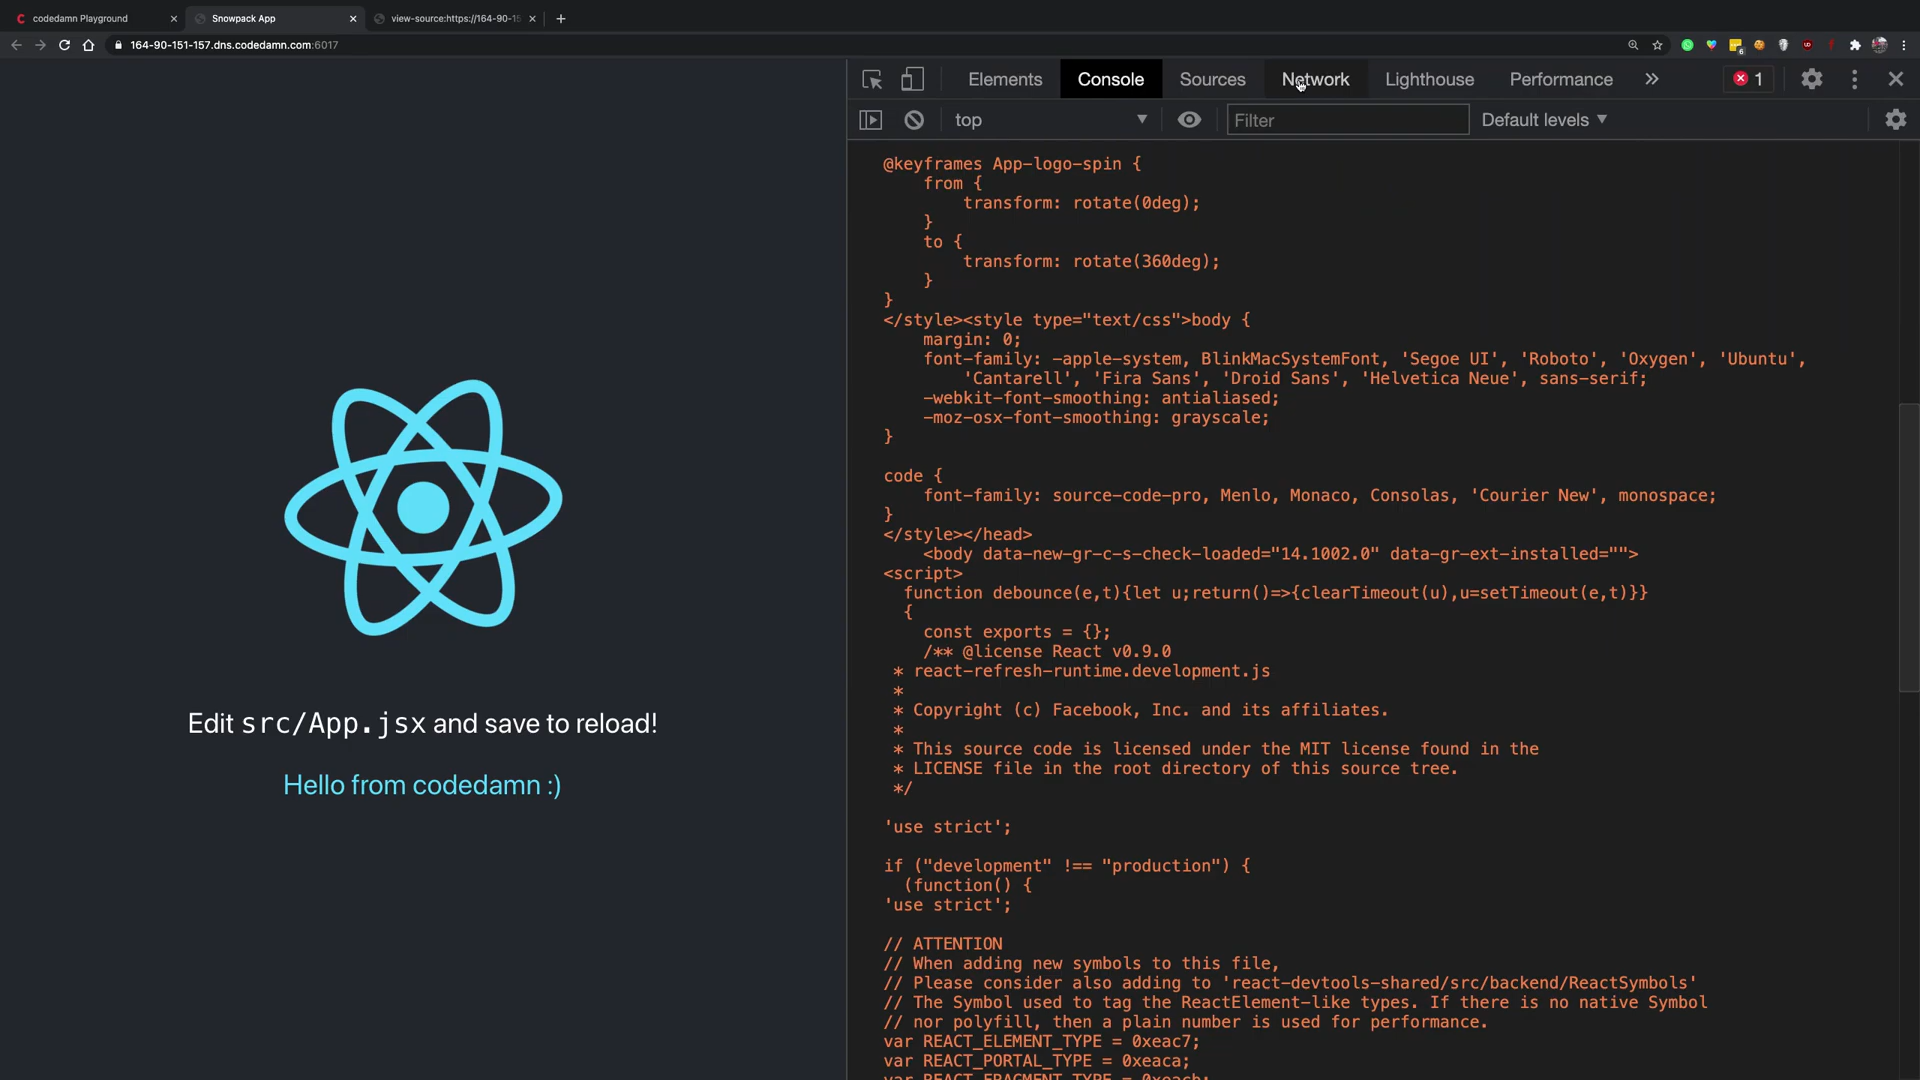 codedamn Playground
Snowpack App
view-source:https://164-90-15
164-90-151-157.dns.codedamn.com:6017
Elements
Console
Sources
Network
Lighthouse
Performance
1
top
Filter
Default levels
@keyframes App-logo-spin {
from {
transform: rotate(0deg);
}
to {
transform: rotate(360deg);
}
}
</style><style type="text/css">body {
margin: 0;
font-family: -apple-system, BlinkMacSystemFont, 'Segoe UI', 'Roboto', 'Oxygen', 'Ubuntu',
'Cantarell', 'Fira Sans', 'Droid Sans', 'Helvetica Neue', sans-serif;
-webkit-font-smoothing: antialiased;
-moz-osx-font-smoothing: grayscale;
}
code {
font-family: source-code-pro, Menlo, Monaco, Consolas, 'Courier New', monospace;
}
</style></head>
<body data-new-gr-c-s-check-loaded="14.1002.0" data-gr-ext-installed="">
<script>
function debounce(e,t){let u;return()=>{clearTimeout(u),u=setTimeout(e,t)}}
{
const exports = {};
/** @license React v0.9.0
* react-refresh-runtime.development.js
*
* Copyright (c) Facebook, Inc. and its affiliates.
*
* This source code is licensed under the MIT license found in the
* LICENSE file in the root directory of this source tree.
*/
'use strict';
if ("development" !== "production") {
(function() {
'use strict';
// ATTENTION
// When adding new symbols to this file,
// Please consider also adding to 'react-devtools-shared/src/backend/ReactSymbols'
// The Symbol used to tag the ReactElement-like types. If there is no native Symbol
// nor polyfill, then a plain number is used for performance.
var REACT_ELEMENT_TYPE = 0xeac7;
var REACT_PORTAL_TYPE = 0xeaca;
var REACT_FRAGMENT_TYPE = 0xeacb;
Edit src/App.jsx and save to reload!
Hello from codedamn :)